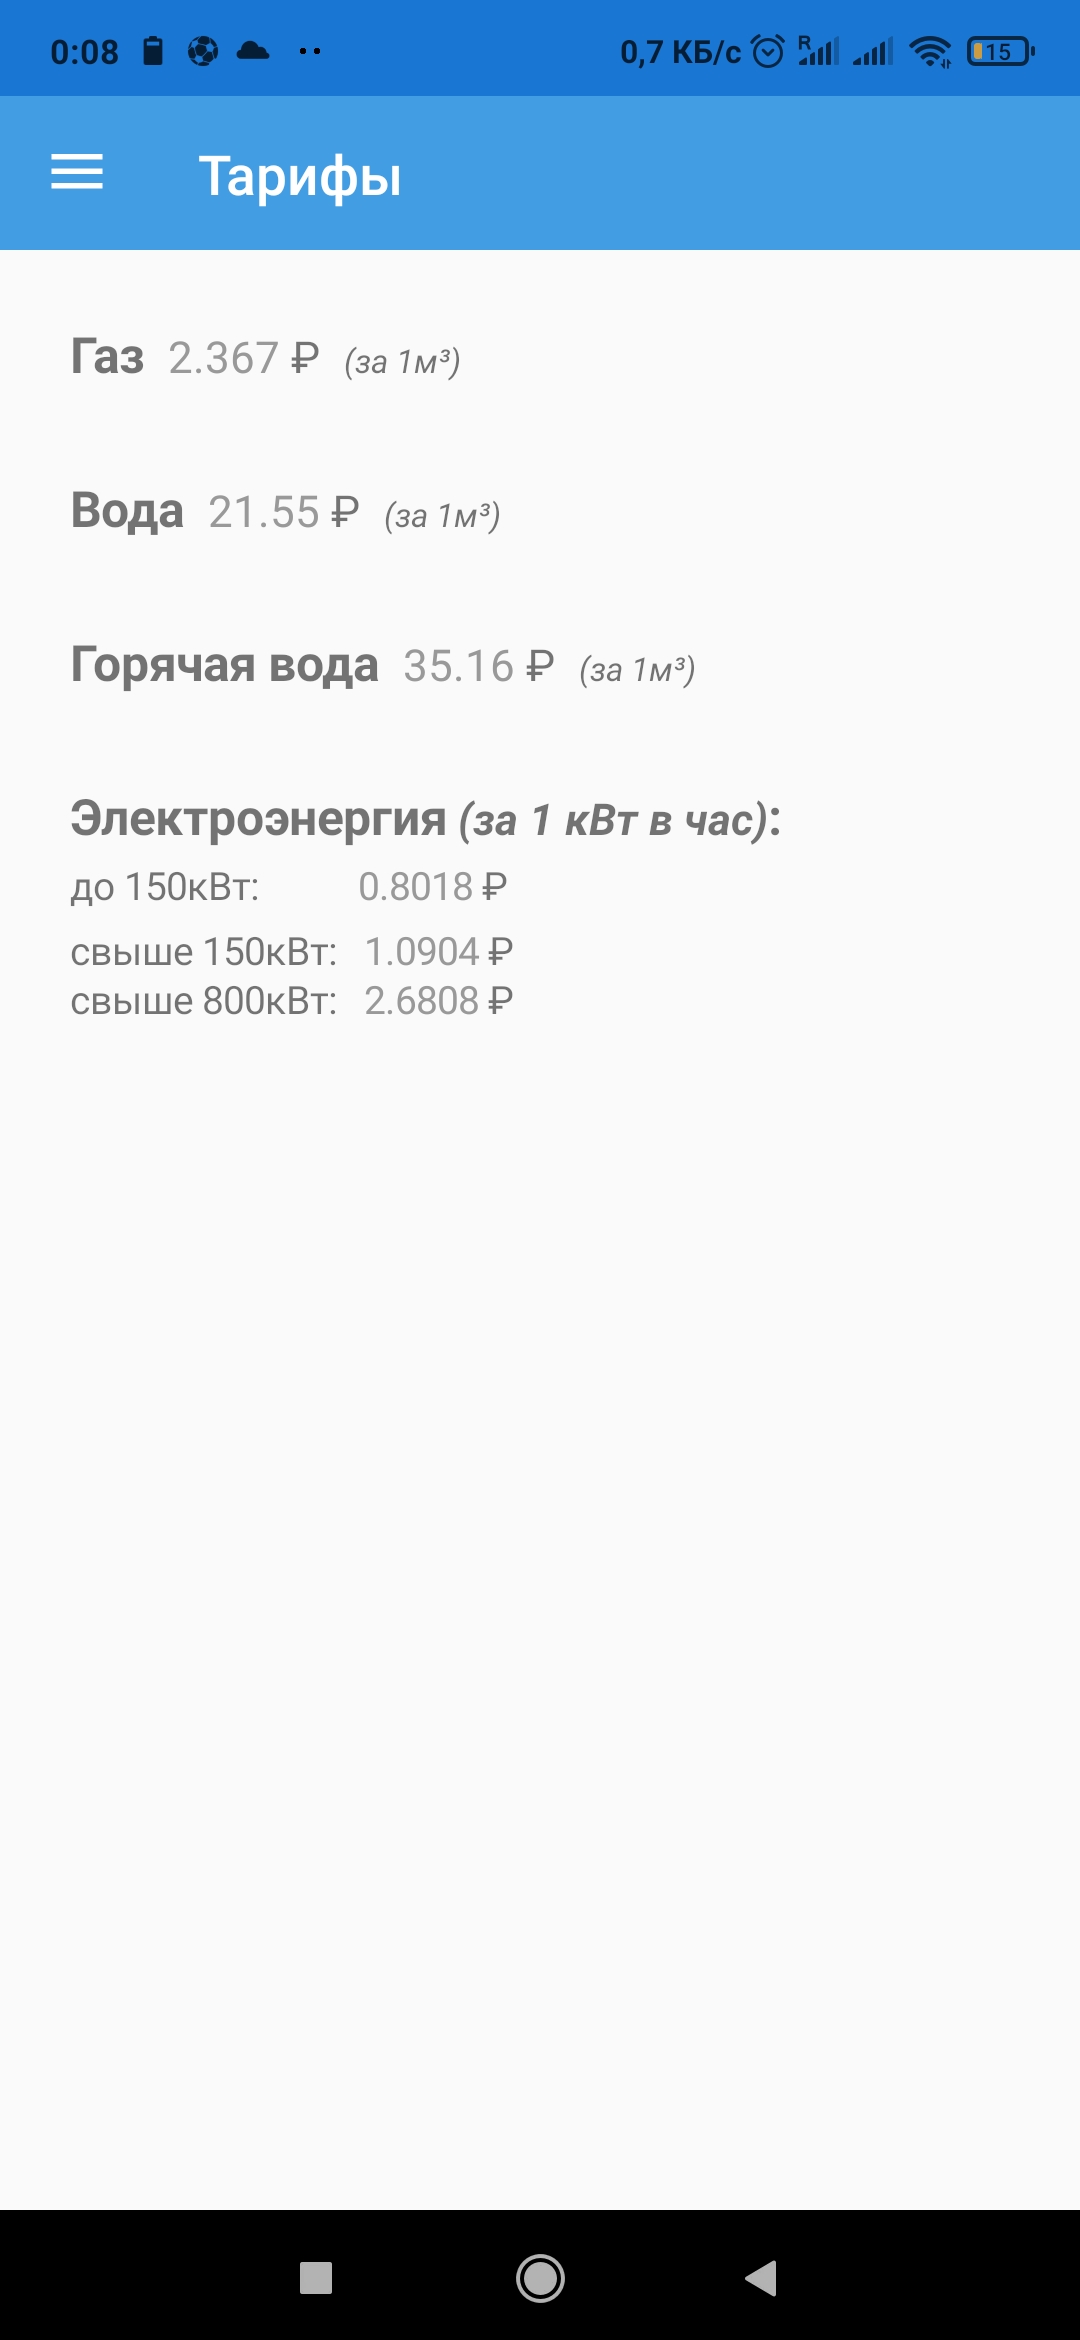 0:08 0,7 КБ/с R 15
Тарифы
Газ 2.367 ₽ (за 1м³)
Вода 21.55 ₽ (за 1м³)
Горячая вода 35.16 ₽ (за 1м³)
Электроэнергия (за 1 кВт в час):
до 150кВт: 0.8018 ₽
свыше 150кВт: 1.0904 ₽
свыше 800кВт: 2.6808 ₽